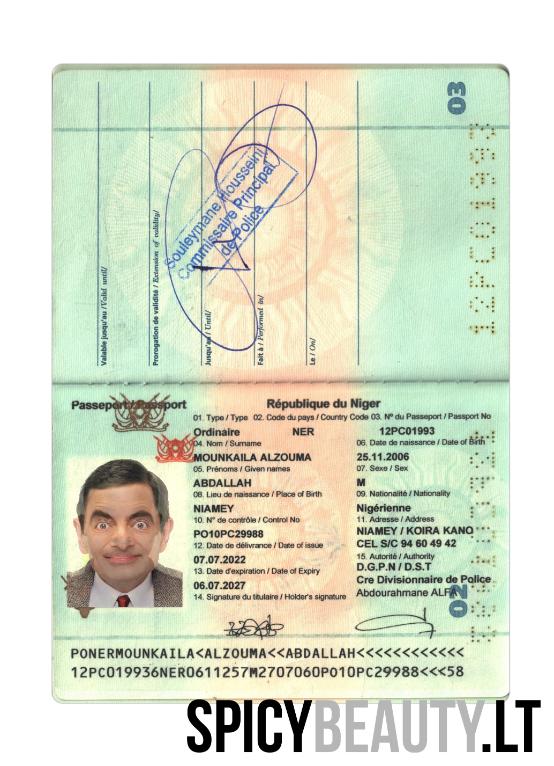 03
12PC01993
Valable jusqu'au /Valid until/
Prorogation de validité / Extension of validity/
Jusqu'au / Until/
Fait à / Performed in/
Le / On/
Souleymane Housseini
Commissaire Principal
de Police
Passeport/Passport
République du Niger
01. Type / Type 02. Code du pays / Country Code 03. N° du Passeport / Passport No
Ordinaire NER 12PC01993
04. Nom / Surname 06. Date de naissance / Date of Birth
MOUNKAILA ALZOUMA 25.11.2006
05. Prénoms / Given names 07. Sexe / Sex
ABDALLAH M
08. Lieu de naissance / Place of Birth 09. Nationalité / Nationality
NIAMEY Nigérienne
10. N° de contrôle / Control No 11. Adresse / Address
PO10PC29988 NIAMEY / KOIRA KANO
12. Date de délivrance / Date of issue CEL S/C 94 60 49 42
07.07.2022 15. Autorité / Authority
13. Date d'expiration / Date of Expiry D.G.P.N / D.S.T
06.07.2027 Cre Divisionnaire de Police
14. Signature du titulaire / Holder's signature Abdourahmane ALFA
02
PONERMOUNKAILA<ALZOUMA<<ABDALLAH<<<<<<<<<<<<
12PC019936NER0611257M2707060PO10PC29988<<<58
SPICYBEAUTY.LT